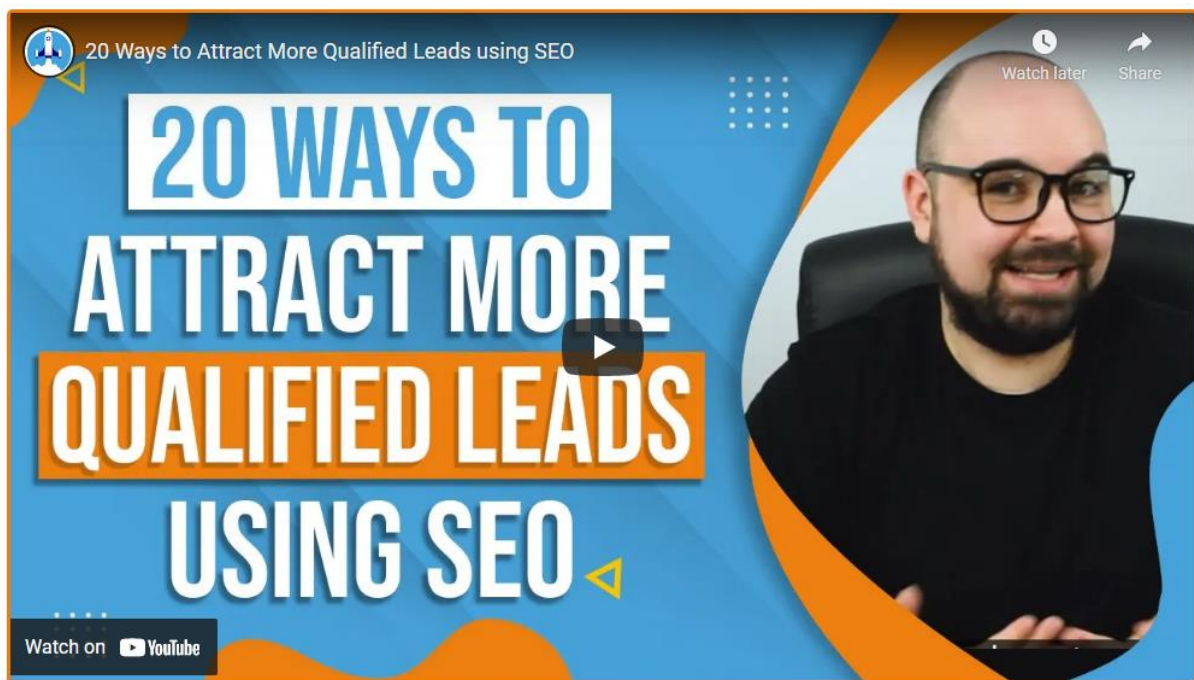 20 Ways to Attract More Qualified Leads using SEO
Watch later
Share
20 WAYS TO
ATTRACT MORE
QUALIFIED LEADS
USING SEO
Watch on YouTube